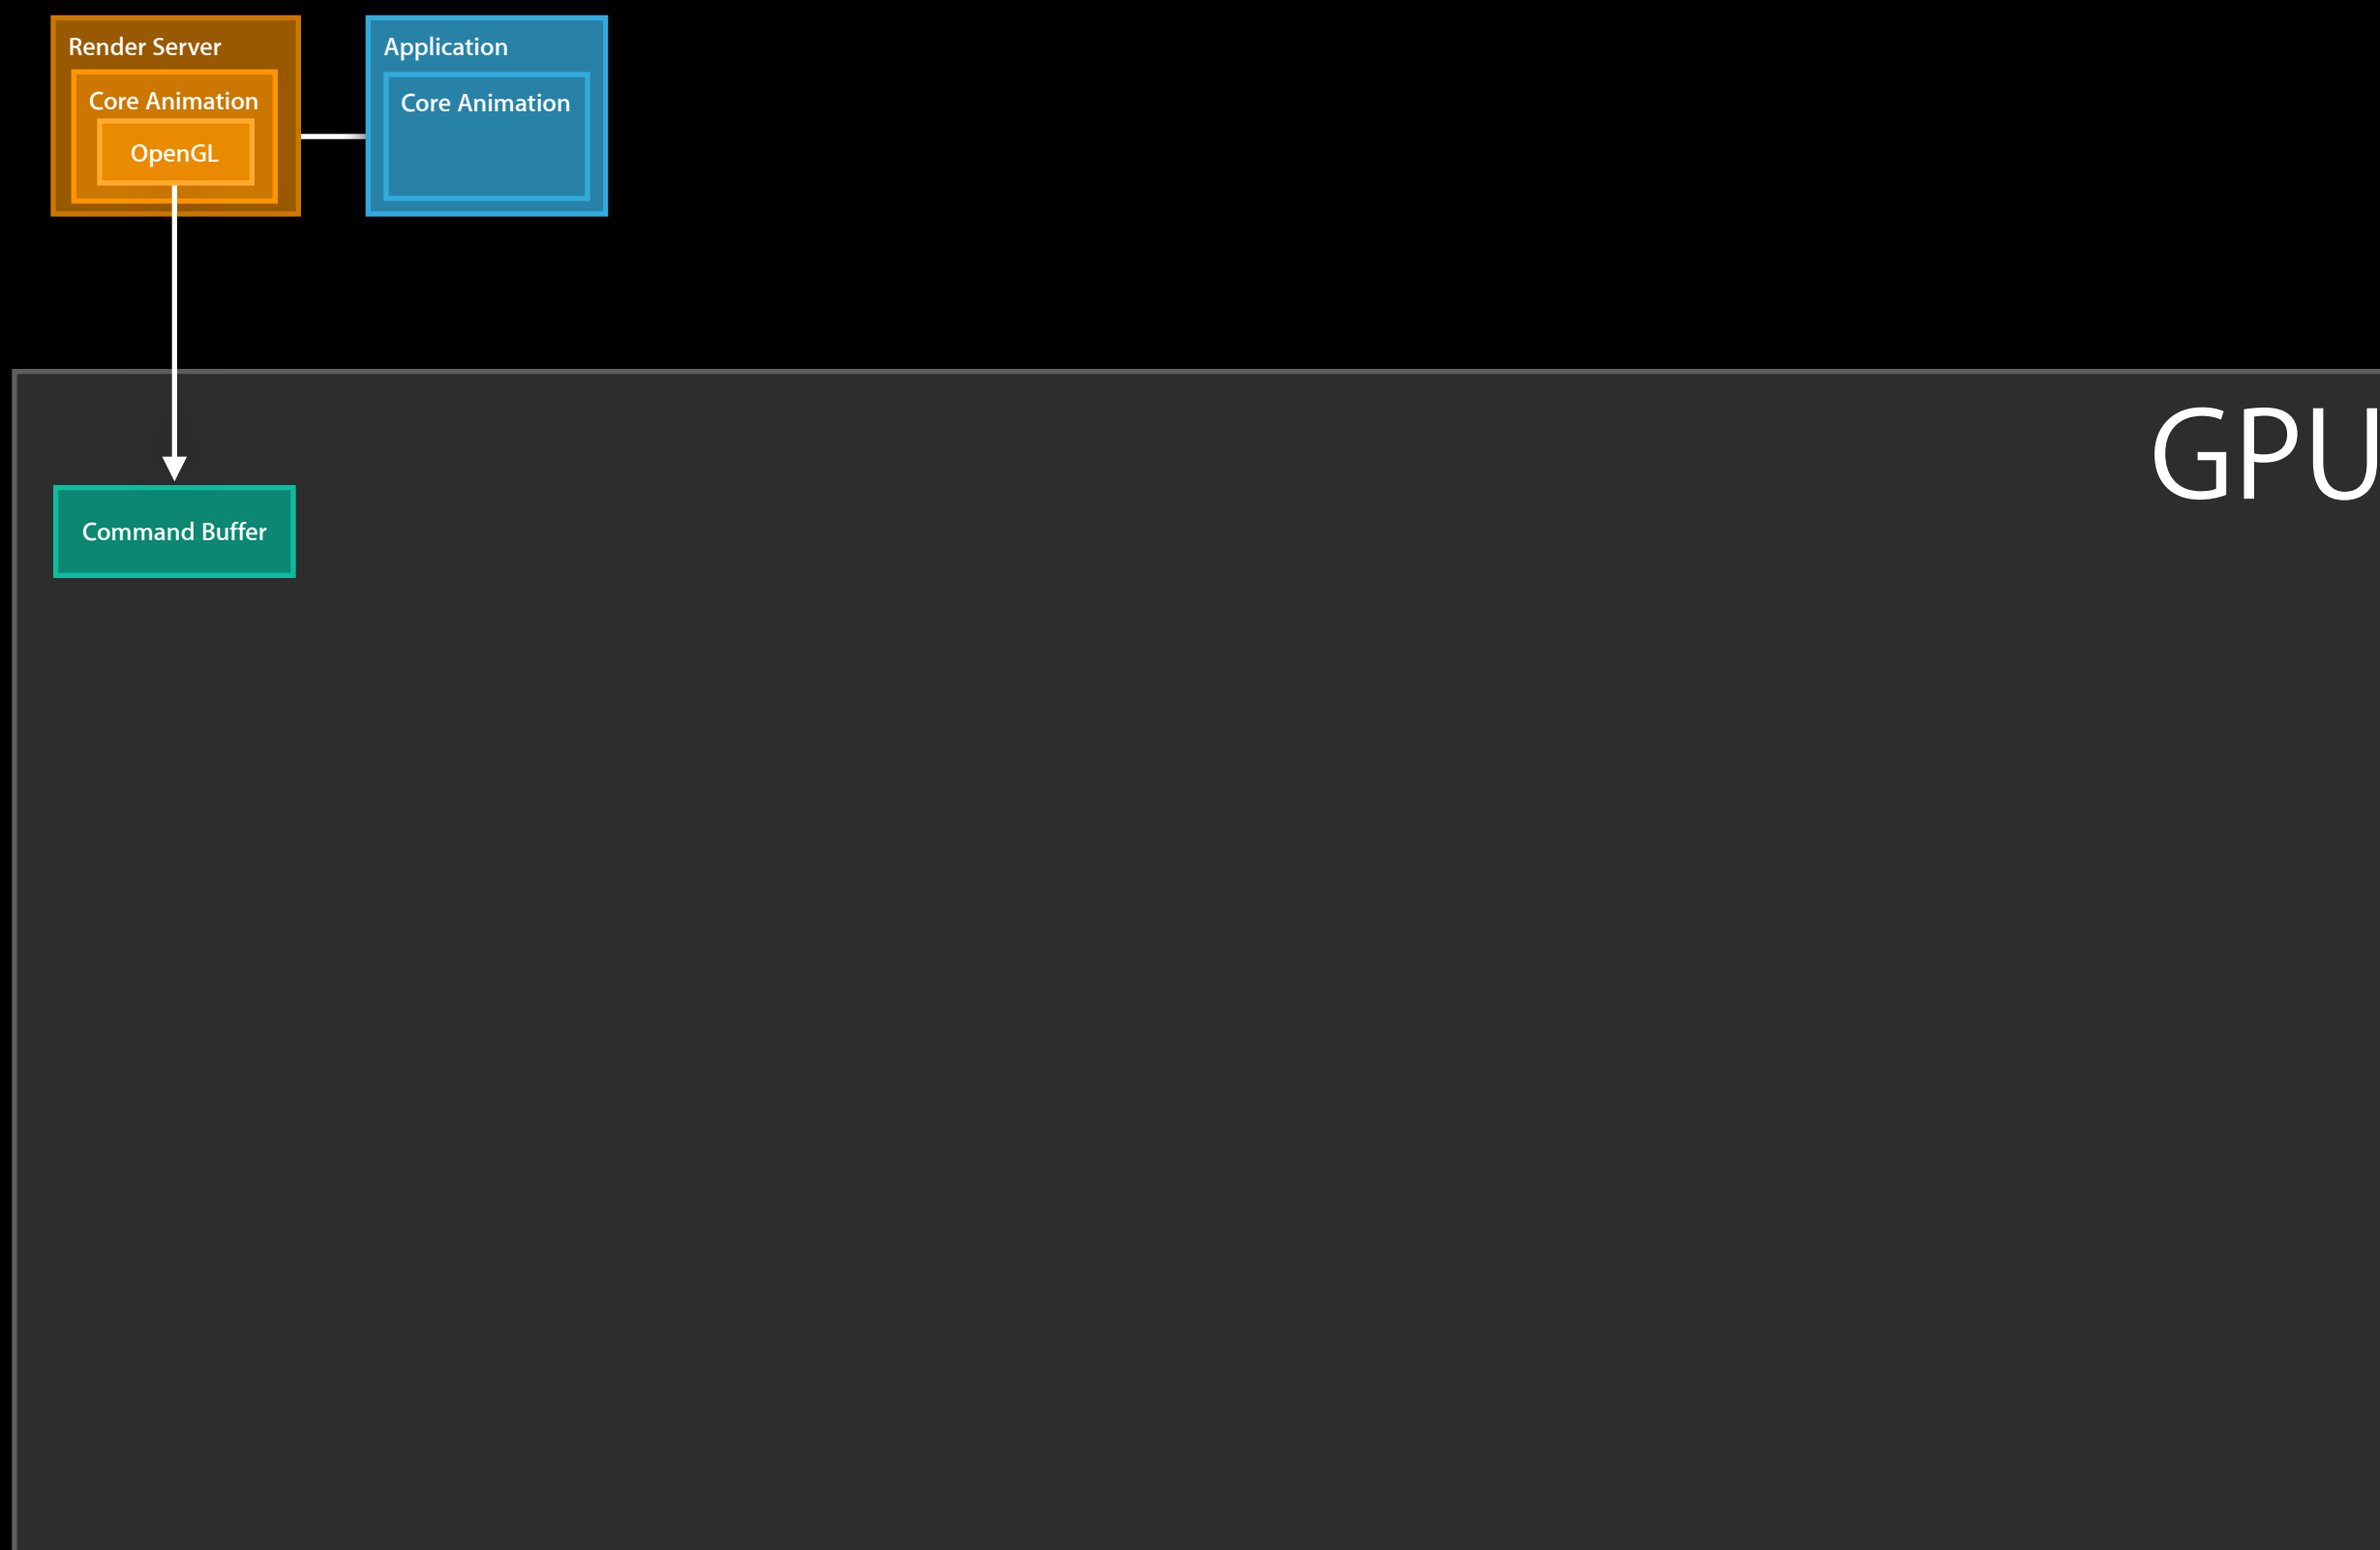 Render Server
Core Animation
OpenGL
Application
Core Animation
GPU
Command Buffer